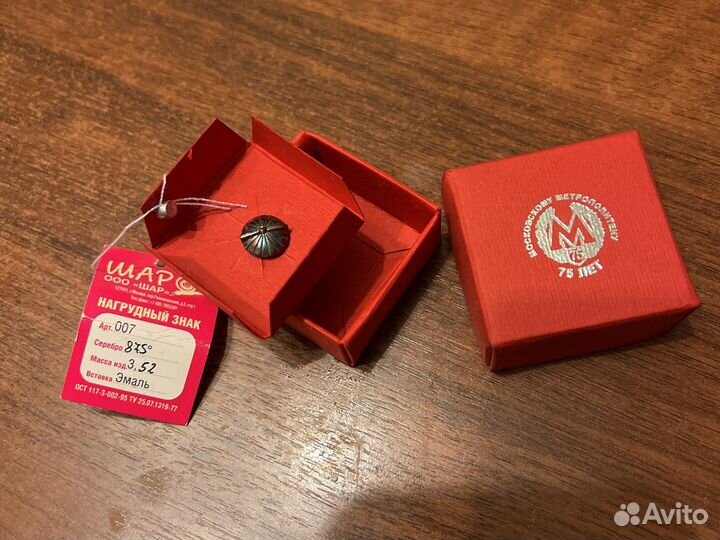 ШАР
ООО "ШАР"
НАГРУДНЫЙ ЗНАК
Арт. 007
Серебро 875°
Масса изд. 3,52
Вставка Эмаль
ОСТ 117-3-002-95 ТУ 25.07.1319-77
МОСКОВСКОМУ МЕТРОПОЛИТЕНУ
М
75
75 ЛЕТ
Avito